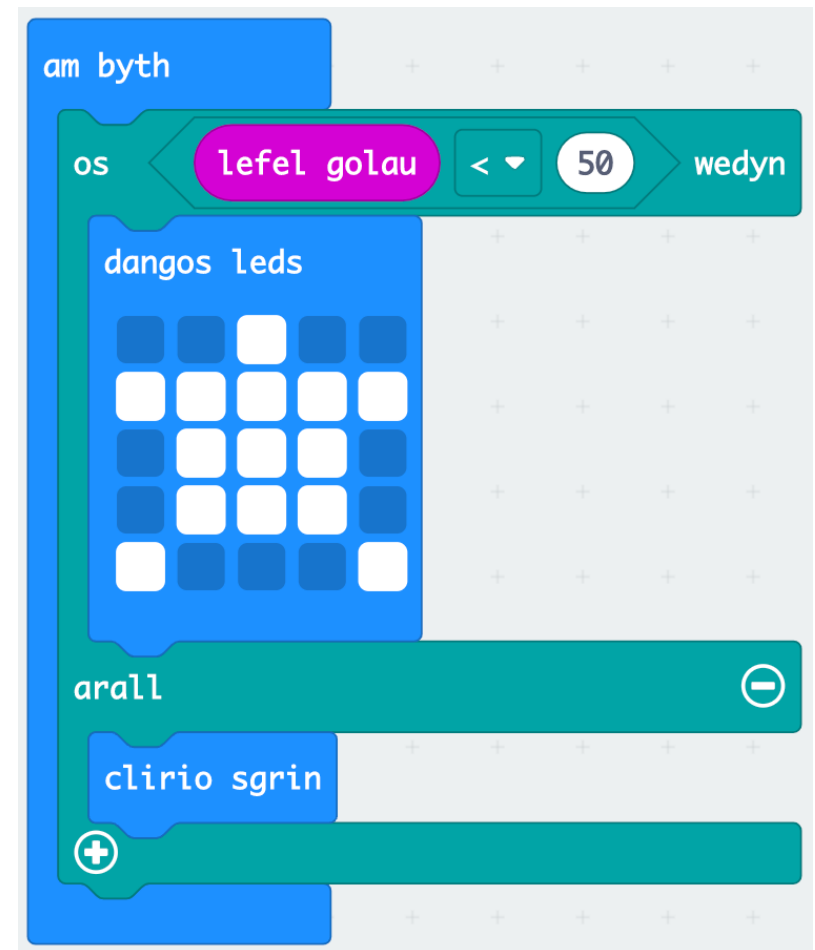 am byth
os lefel golau < 50 wedyn
dangos leds
arall
clirio sgrin